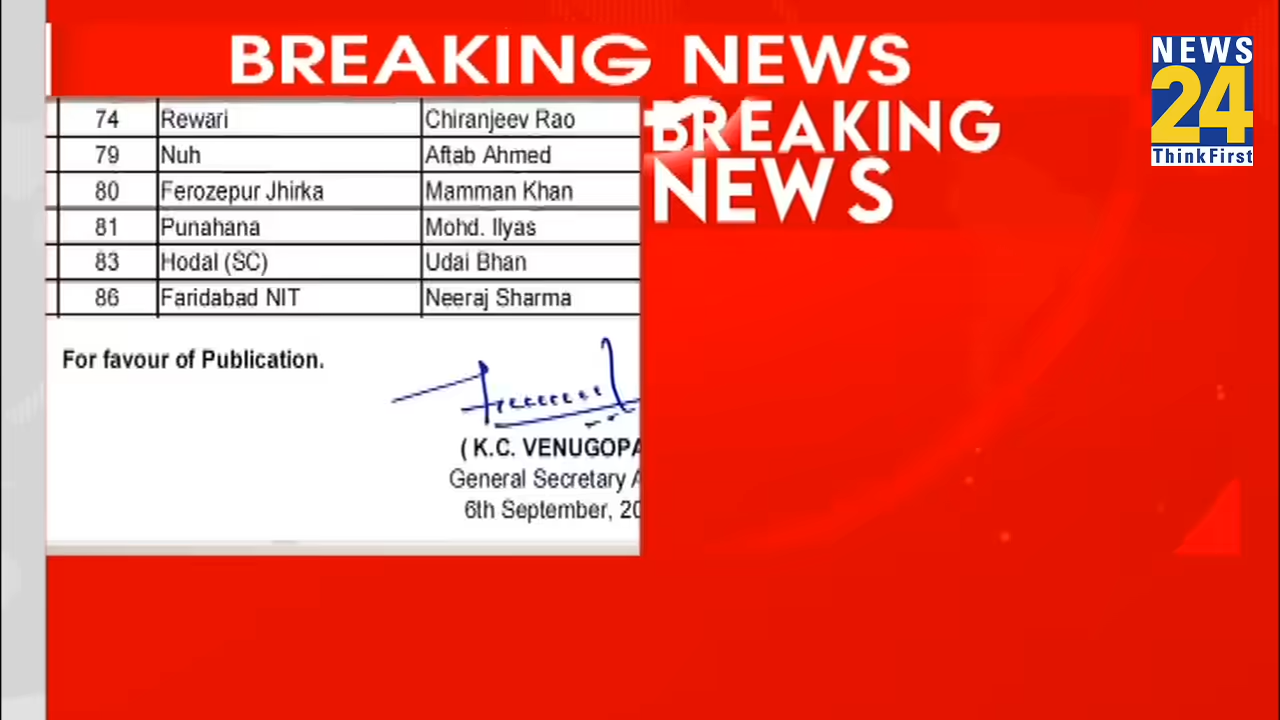 BREAKING NEWS
NEWS
24
ThinkFirst
BREAKING
NEWS
74 Rewari Chiranjeev Rao
79 Nuh Aftab Ahmed
80 Ferozepur Jhirka Mamman Khan
81 Punahana Mohd. Ilyas
83 Hodal (SC) Udai Bhan
86 Faridabad NIT Neeraj Sharma
For favour of Publication.
( K.C. VENUGOPA
General Secretary A
6th September, 20